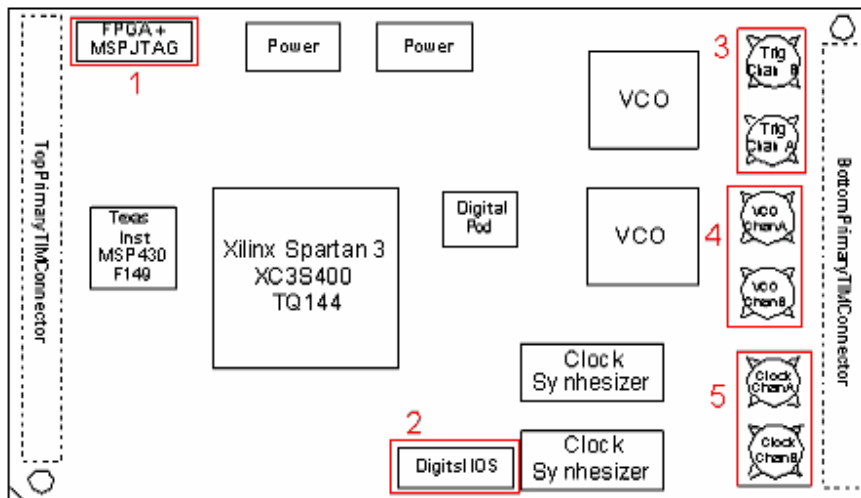 FPGA +
MSPJTAG
1
Power
Power
VCO
3
Trig
Chan B
Trig
Chan A
TopPrimaryTIMConnector
BottomPrimaryTIMConnector
Texas
Inst
MSP430
F149
Xilinx Spartan 3
XC3S400
TQ144
Digital
Pod
VCO
4
VCO
ChanA
VCO
ChanB
Clock
Synhesizer
5
Clock
ChanA
Clock
ChanB
2
Digitsl IOS
Clock
Synhesizer